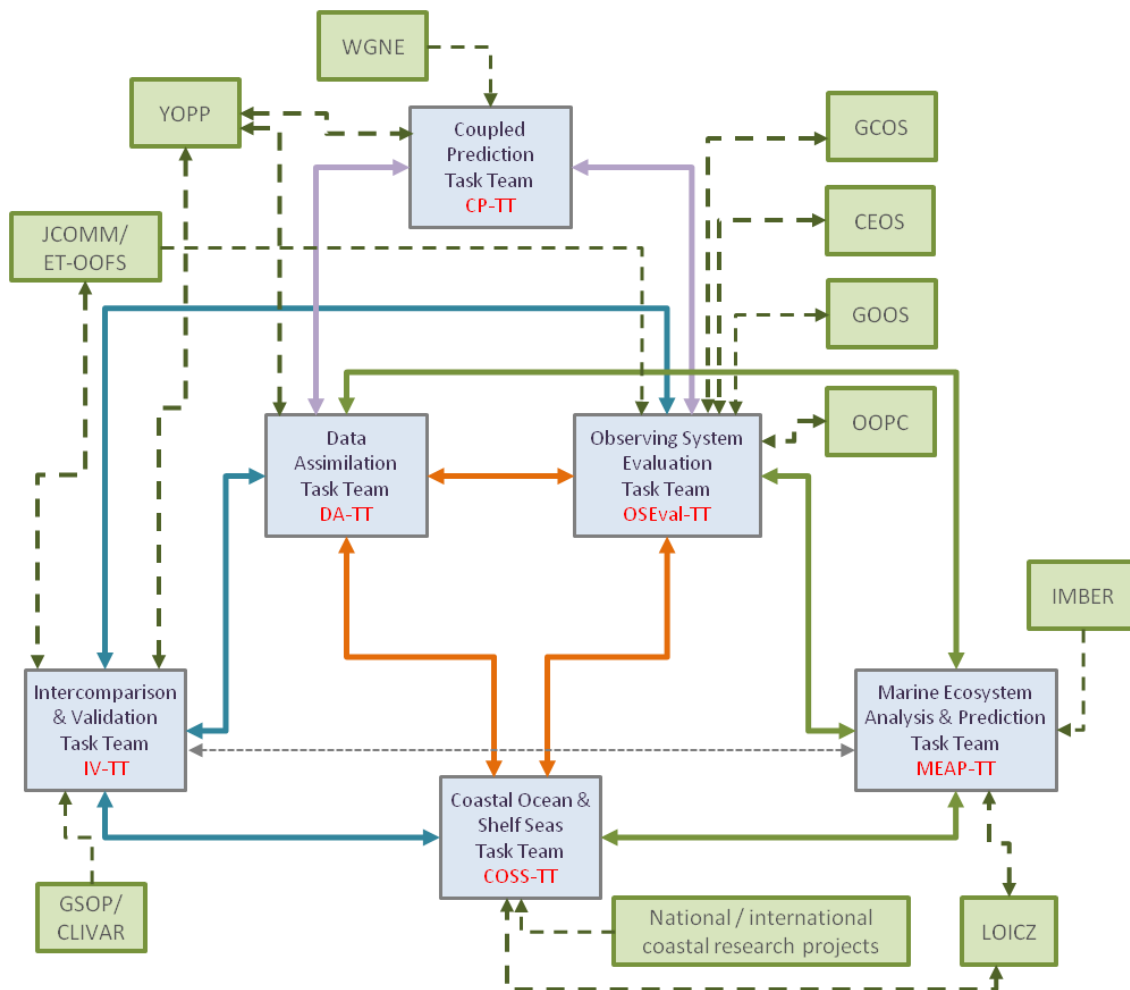 WGNE
YOPP
Coupled
Prediction
Task Team
CP-TT
GCOS
CEOS
JCOMM/
ET-OOFS
GOOS
Data
Assimilation
Task Team
DA-TT
Observing System
Evaluation
Task Team
OSEval-TT
OOPC
IMBER
Intercomparison
& Validation
Task Team
IV-TT
Marine Ecosystem
Analysis & Prediction
Task Team
MEAP-TT
Coastal Ocean &
Shelf Seas
Task Team
COSS-TT
GSOP/
CLIVAR
National / international
coastal research projects
LOICZ